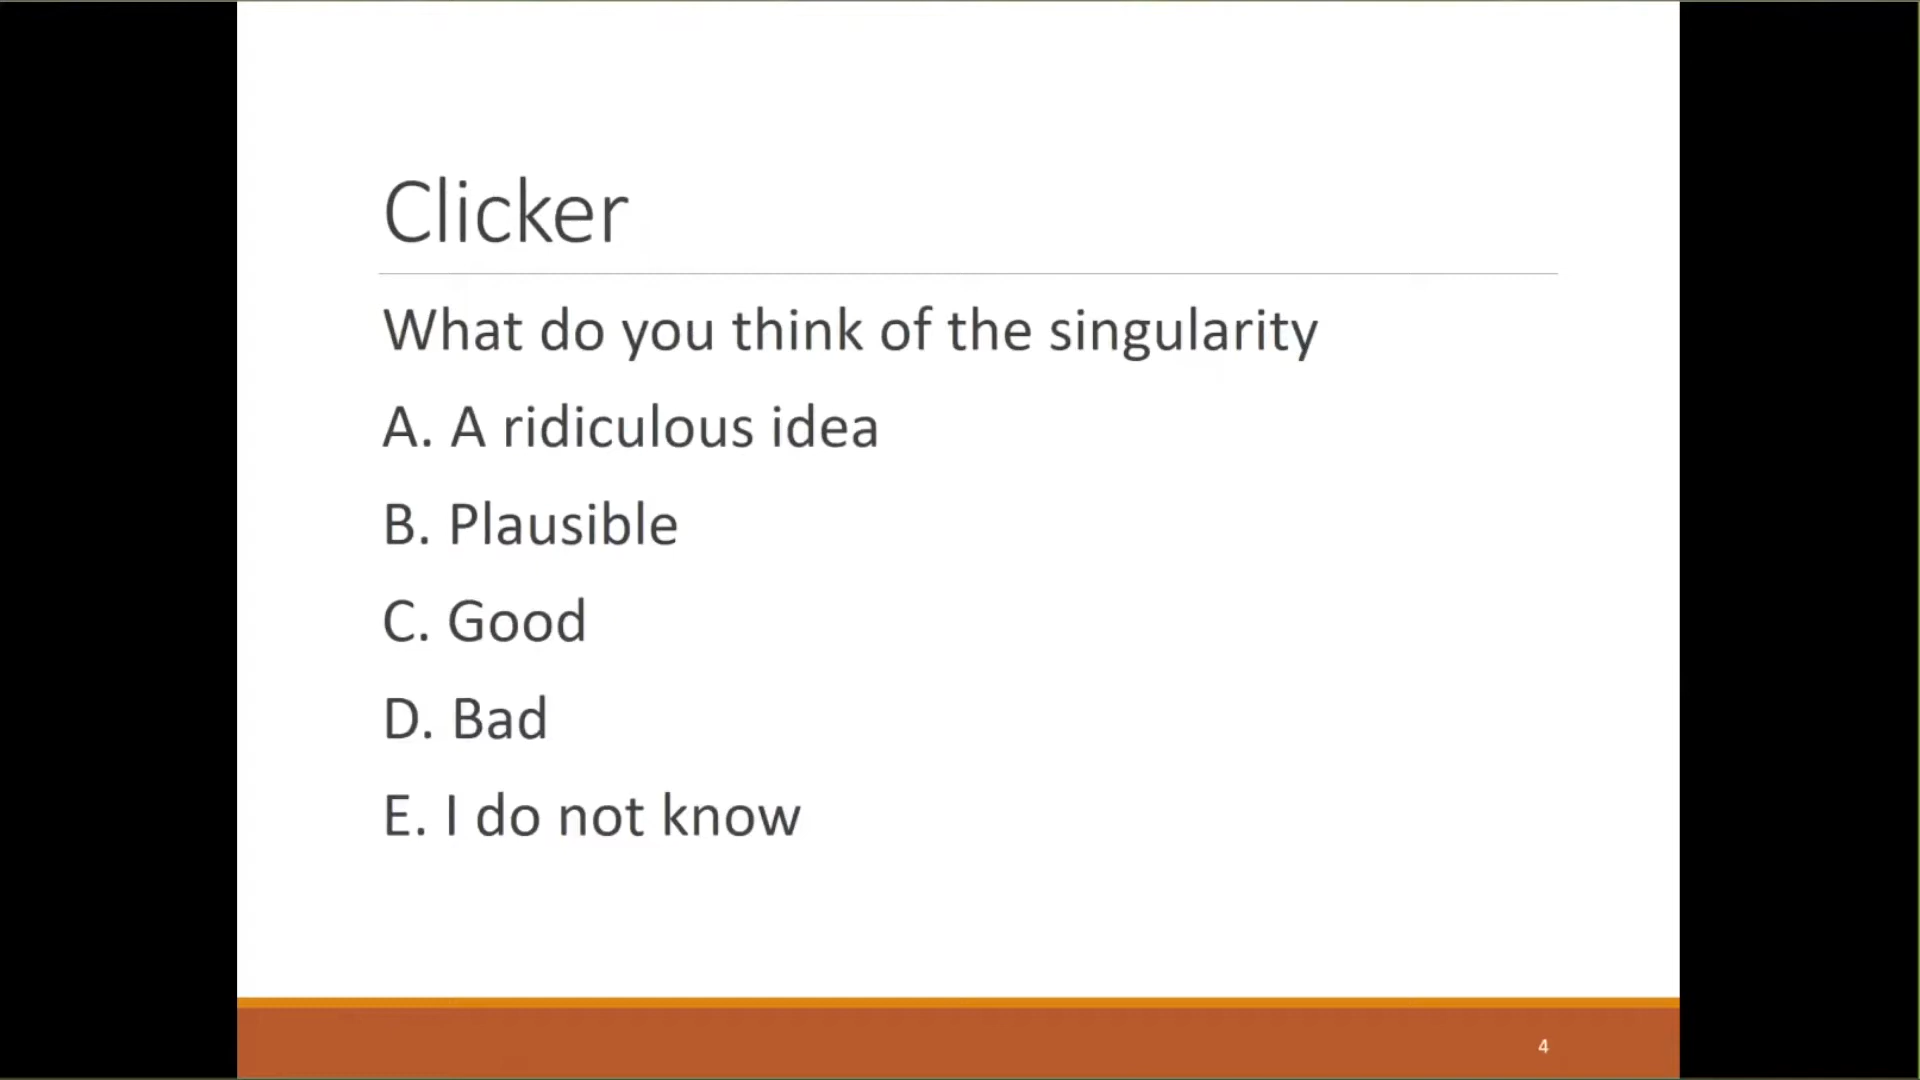 Clicker
What do you think of the singularity
A. A ridiculous idea
B. Plausible
C. Good
D. Bad
E. I do not know
4